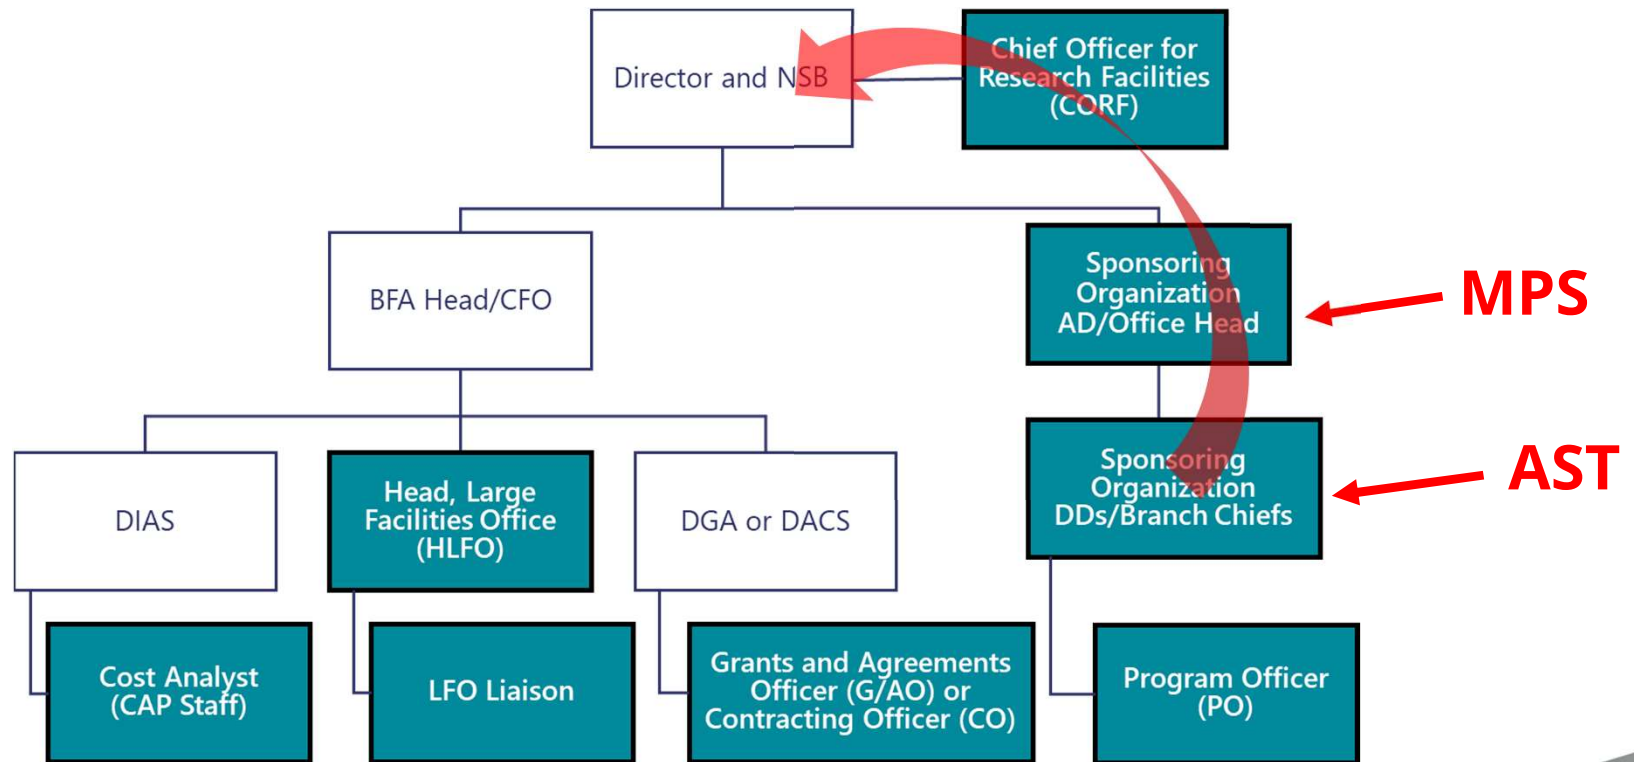 Director and NSB
Chief Officer for
Research Facilities
(CORF)
BFA Head/CFO
Sponsoring
Organization
AD/Office Head
MPS
DIAS
Head, Large
Facilities Office
(HLFO)
DGA or DACS
Sponsoring
Organization
DDs/Branch Chiefs
AST
Cost Analyst
(CAP Staff)
LFO Liaison
Grants and Agreements
Officer (G/AO) or
Contracting Officer (CO)
Program Officer
(PO)